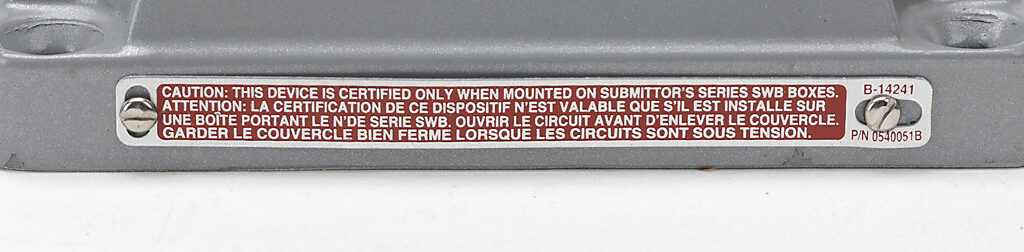 CAUTION: THIS DEVICE IS CERTIFIED ONLY WHEN MOUNTED ON SUBMITTOR'S SERIES SWB BOXES.
ATTENTION: LA CERTIFICATION DE CE DISPOSITIF N'EST VALABLE QUE S'IL EST INSTALLE SUR
UNE BOÎTE PORTANT LE N'DE SERIE SWB. OUVRIR LE CIRCUIT AVANT D'ENLEVER LE COUVERCLE.
GARDER LE COUVERCLE BIEN FERME LORSQUE LES CIRCUITS SONT SOUS TENSION.
B-14241
P/N 0540051B